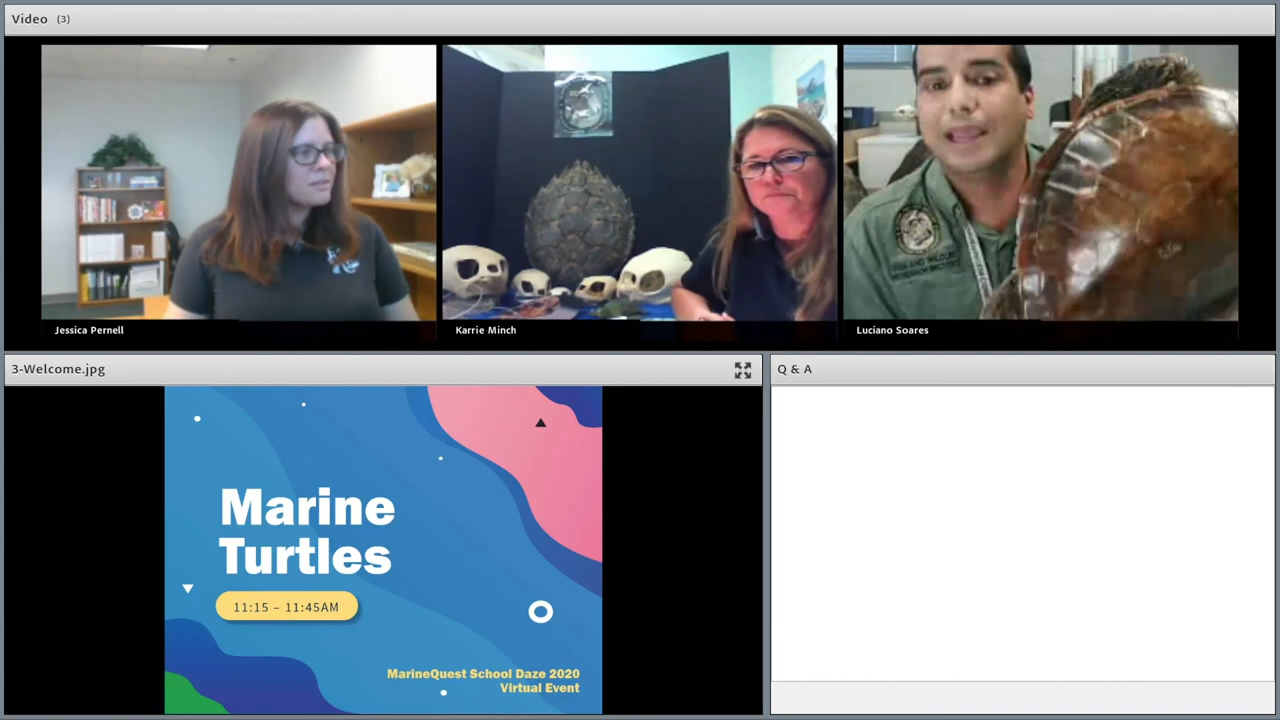 Video (3)
Jessica Pernell
Karrie Minch
Luciano Soares
3-Welcome.jpg
Q & A
Marine
Turtles
11:15 – 11:45AM
MarineQuest School Daze 2020
Virtual Event